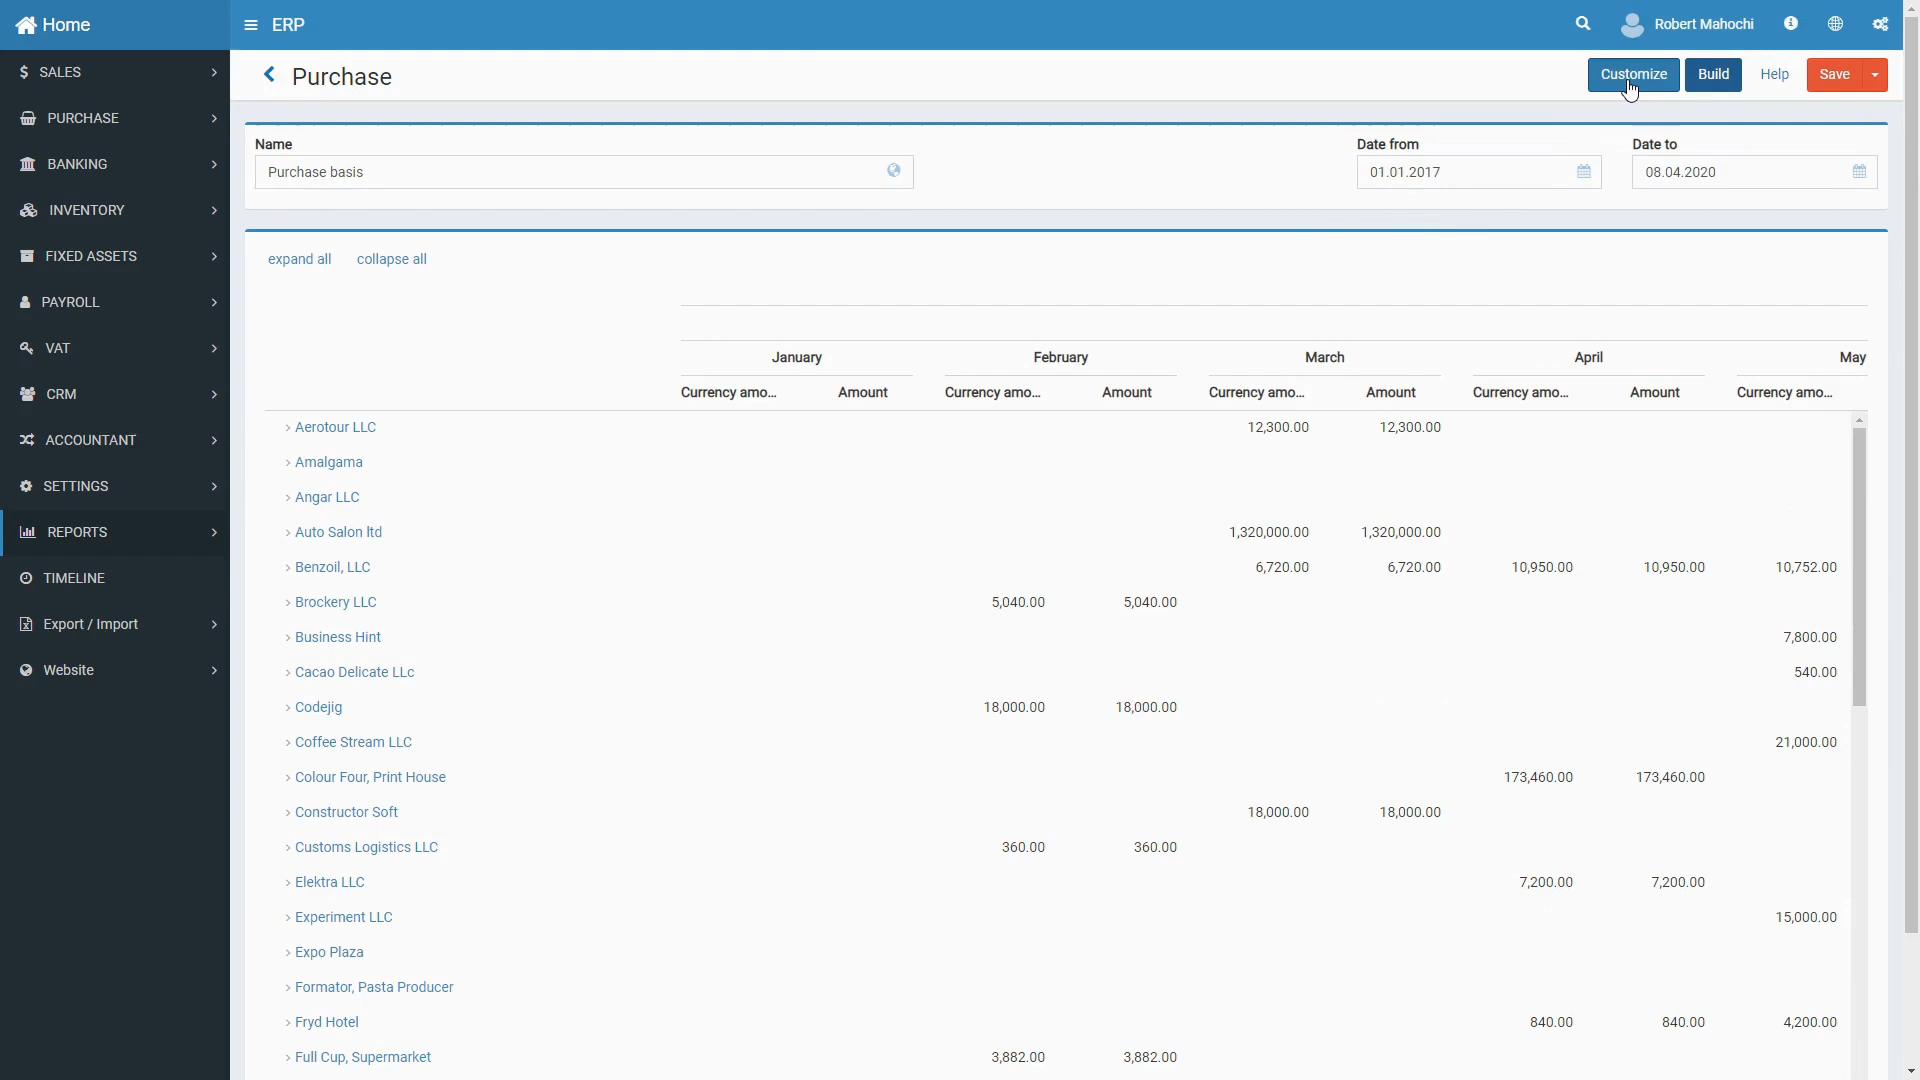 Home
ERP
Robert Mahochi
SALES
PURCHASE
BANKING
INVENTORY
FIXED ASSETS
PAYROLL
VAT
CRM
ACCOUNTANT
SETTINGS
REPORTS
TIMELINE
Export / Import
Website
Purchase
Customize
Build
Help
Save
Name
Date from
Date to
Purchase basis
01.01.2017
08.04.2020
expand all collapse all
January February March April May
Currency amo... Amount Currency amo... Amount Currency amo... Amount Currency amo... Amount Currency amo...
Aerotour LLC 12,300.00 12,300.00
Amalgama
Angar LLC
Auto Salon ltd 1,320,000.00 1,320,000.00
Benzoil, LLC 6,720.00 6,720.00 10,950.00 10,950.00 10,752.00
Brockery LLC 5,040.00 5,040.00
Business Hint 7,800.00
Cacao Delicate LLc 540.00
Codejig 18,000.00 18,000.00
Coffee Stream LLC 21,000.00
Colour Four, Print House 173,460.00 173,460.00
Constructor Soft 18,000.00 18,000.00
Customs Logistics LLC 360.00 360.00
Elektra LLC 7,200.00 7,200.00
Experiment LLC 15,000.00
Expo Plaza
Formator, Pasta Producer
Fryd Hotel 840.00 840.00 4,200.00
Full Cup, Supermarket 3,882.00 3,882.00